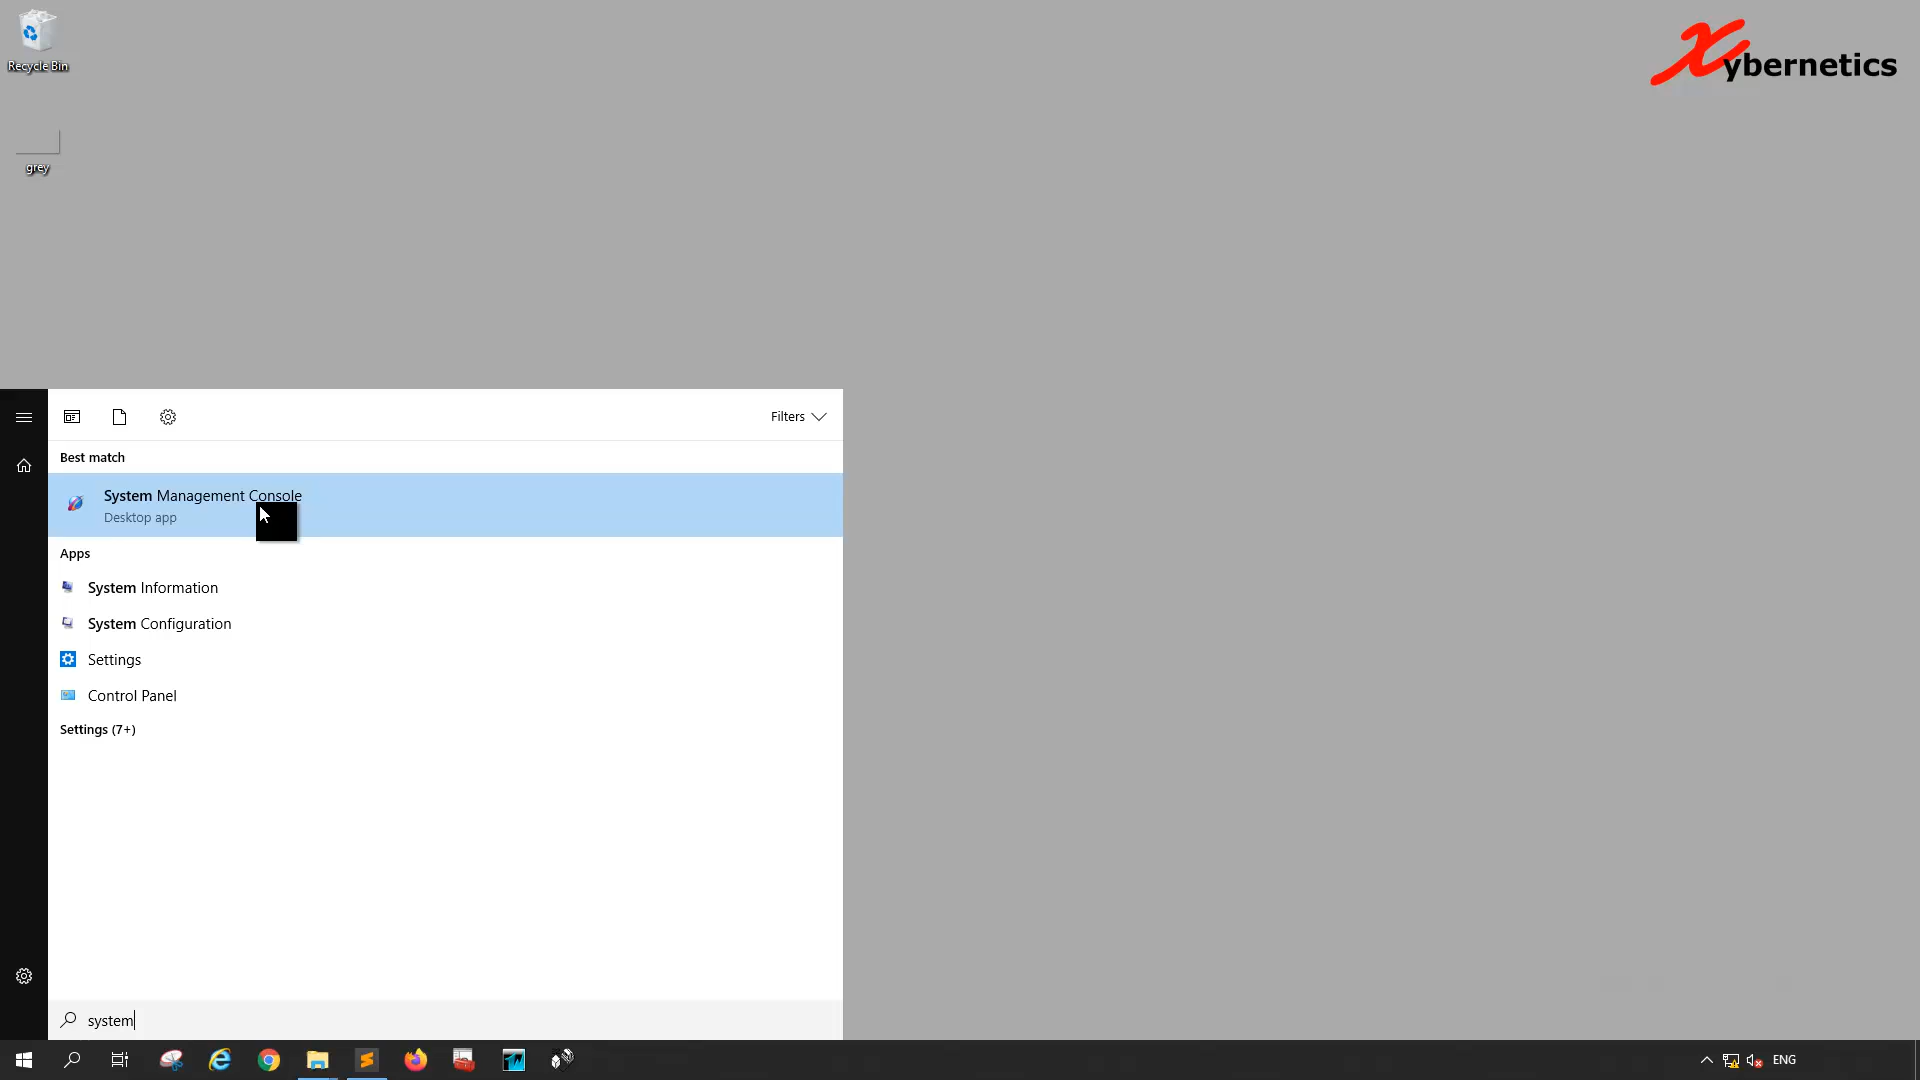 Recycle Bin
Xybernetics
grey
Filters
Best match
System Management Console
Desktop app
Apps
System Information
System Configuration
Settings
Control Panel
Settings (7+)
system
ENG